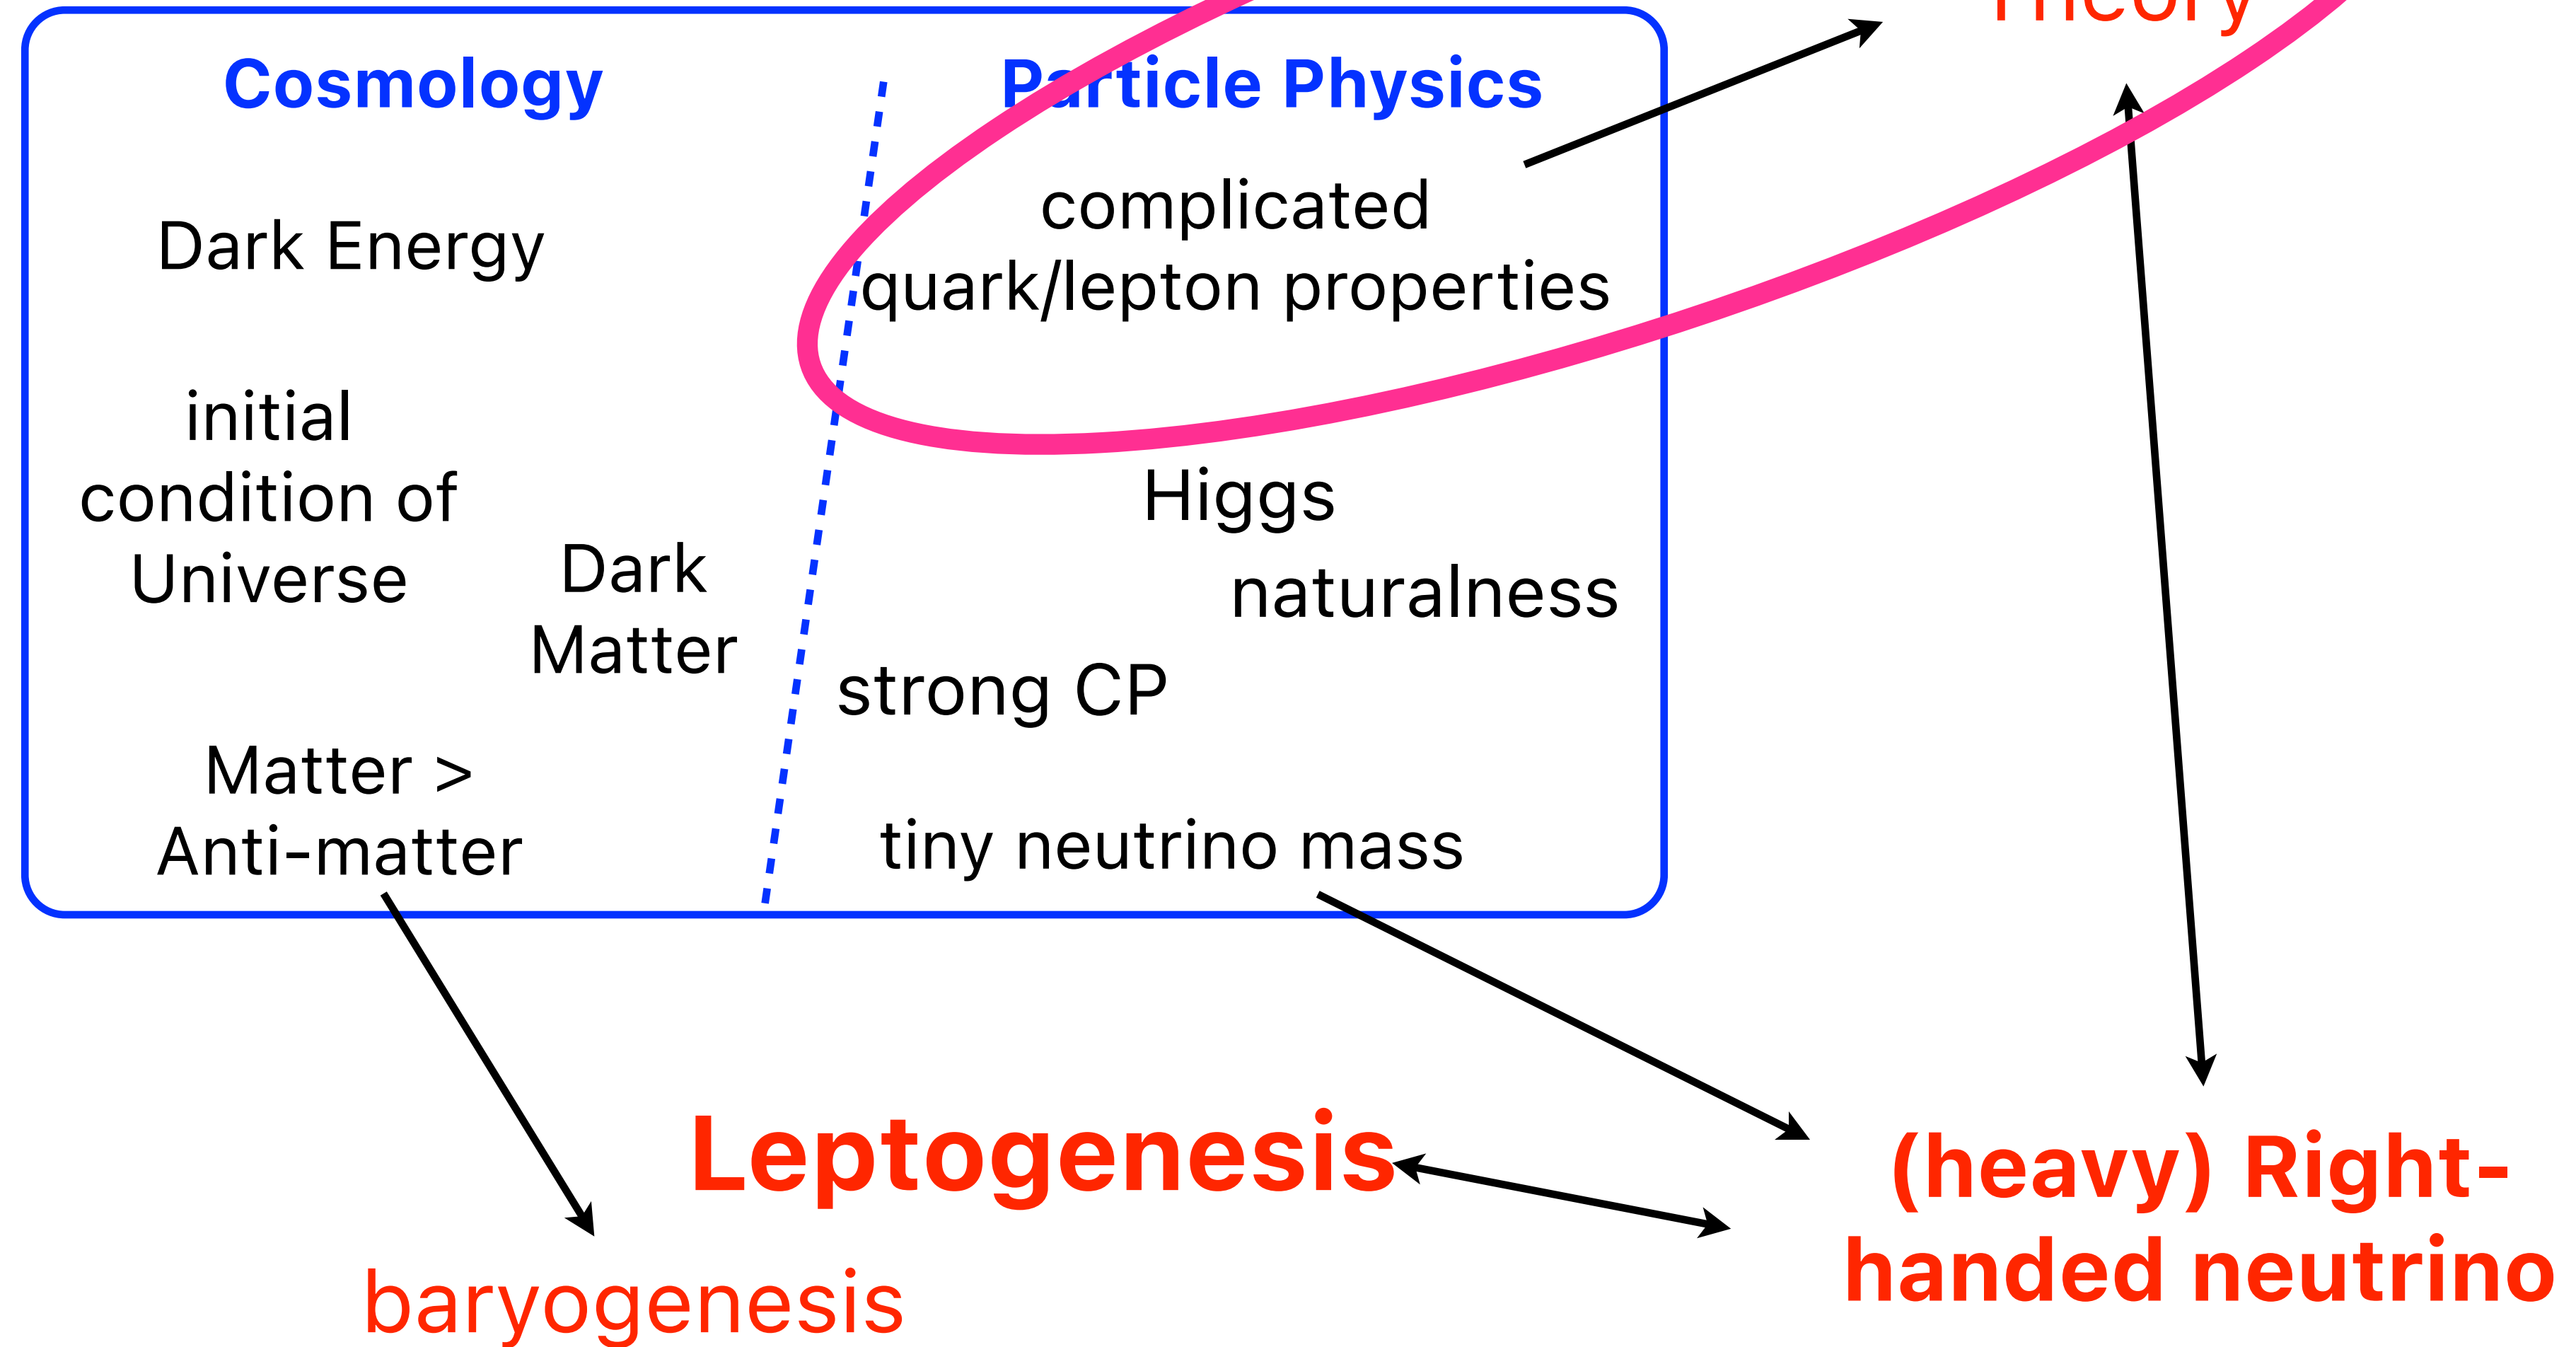 Theory
Cosmology
Particle Physics
Dark Energy
complicated
quark/lepton properties
initial
condition of
Universe
Dark
Matter
Higgs
naturalness
strong CP
Matter >
Anti-matter
tiny neutrino mass
Leptogenesis
(heavy) Right-
handed neutrino
baryogenesis